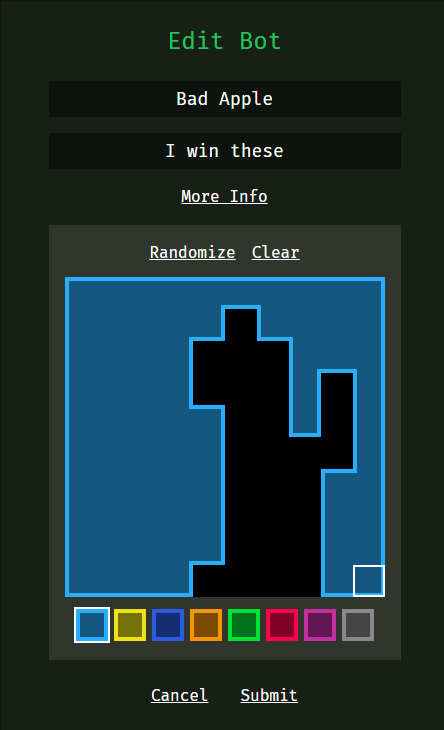 Edit Bot
Bad Apple
I win these
More Info
Randomize Clear
Cancel Submit